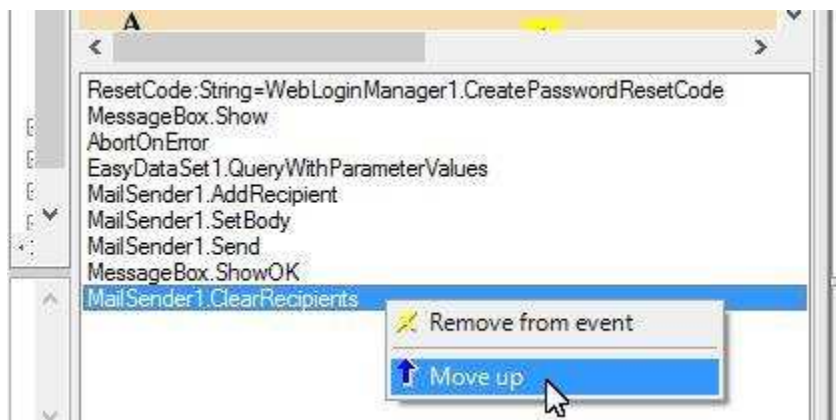 A
ResetCode:String=WebLoginManager1.CreatePasswordResetCode
MessageBox.Show
AbortOnError
EasyDataSet1.QueryWithParameterValues
MailSender1.AddRecipient
MailSender1.SetBody
MailSender1.Send
MessageBox.ShowOK
MailSender1.ClearRecipients
Remove from event
Move up